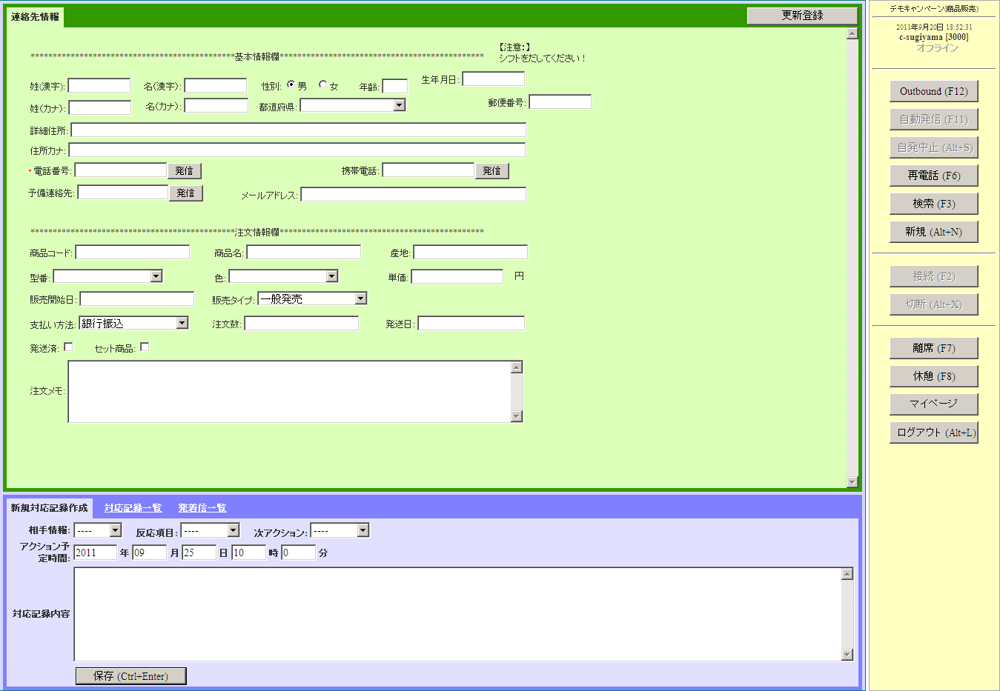 連絡先情報
更新登録
【注意:】
シフトをだしてください！
**********************************************基本情報欄**********************************************
姓(漢字): 名(漢字): 性別: 男 女 年齢: 生年月日:
姓(カナ): 名(カナ): 都道府県: 郵便番号:
詳細住所:
住所カナ:
*電話番号: 発信 携帯電話: 発信
予備連絡先: 発信 メールアドレス:
**********************************************注文情報欄**********************************************
商品コード: 商品名: 産地:
型番: 色: 単価: 円
販売開始日: 販売タイプ: 一般発売
支払い方法: 銀行振込 注文数: 発送日:
発送済: セット商品:
注文メモ:
新規対応記録作成 対応記録一覧 発着信一覧
相手情報: ---- 反応項目: ---- 次アクション: ----
アクション予
定時間: 2011 年 09 月 25 日 10 時 0 分
対応記録内容
保存 (Ctrl+Enter)
デモキャンペーン(商品販売)
2011年9月20日 18:52:31
c-sugiyama [3000]
オフライン
Outbound (F12)
自動発信 (F11)
自発中止 (Alt+S)
再電話 (F6)
検索 (F3)
新規 (Alt+N)
接続 (F2)
切断 (Alt+X)
離席 (F7)
休憩 (F8)
マイページ
ログアウト (Alt+L)